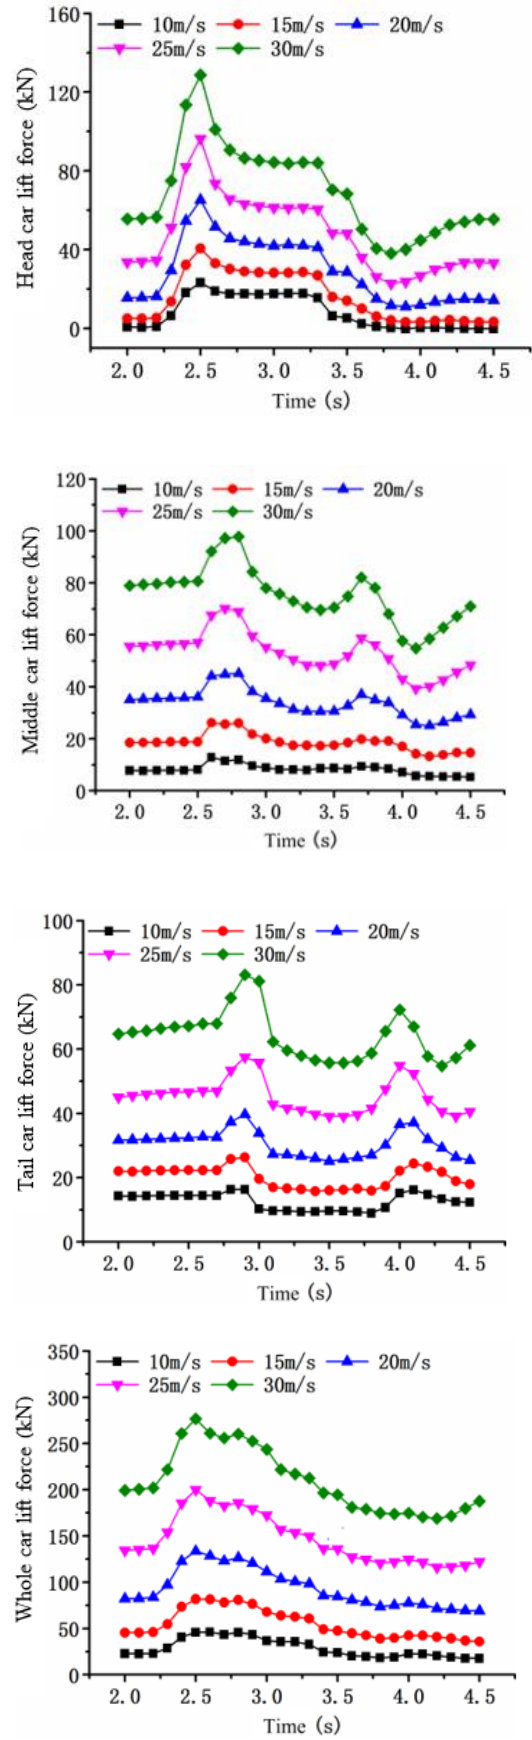 160
10m/s 15m/s 20m/s
25m/s 30m/s
120
80
40
0
Head car lift force (kN)
2.0 2.5 3.0 3.5 4.0 4.5
Time (s)
120
10m/s 15m/s 20m/s
25m/s 30m/s
100
80
60
40
20
0
Middle car lift force (kN)
2.0 2.5 3.0 3.5 4.0 4.5
Time (s)
100
10m/s 15m/s 20m/s
25m/s 30m/s
80
60
40
20
0
Tail car lift force (kN)
2.0 2.5 3.0 3.5 4.0 4.5
Time (s)
350
10m/s 15m/s 20m/s
25m/s 30m/s
300
250
200
150
100
50
0
Whole car lift force (kN)
2.0 2.5 3.0 3.5 4.0 4.5
Time (s)